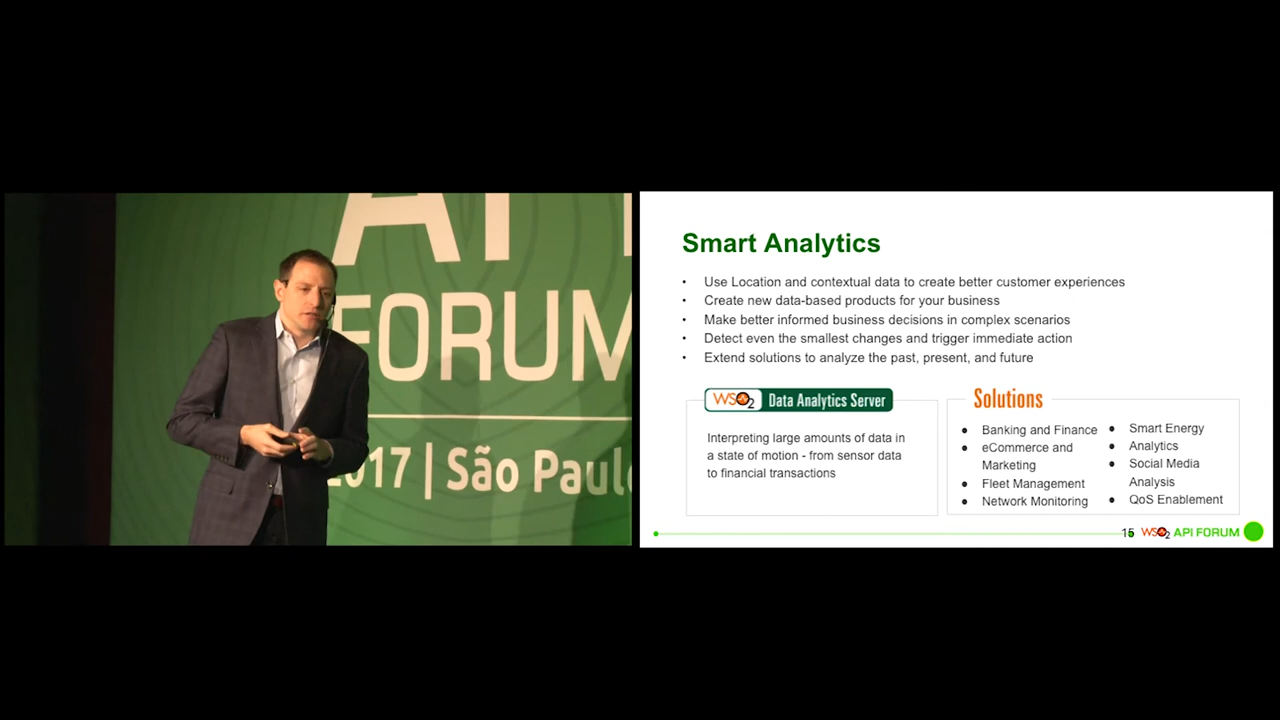 API
FORUM
2017 | São Paulo
Smart Analytics
• Use Location and contextual data to create better customer experiences
• Create new data-based products for your business
• Make better informed business decisions in complex scenarios
• Detect even the smallest changes and trigger immediate action
• Extend solutions to analyze the past, present, and future
WSO2 Data Analytics Server
Interpreting large amounts of data in
a state of motion - from sensor data
to financial transactions
Solutions
● Banking and Finance
● eCommerce and
Marketing
● Fleet Management
● Network Monitoring
● Smart Energy
● Analytics
● Social Media
Analysis
● QoS Enablement
15 WSO2 API FORUM